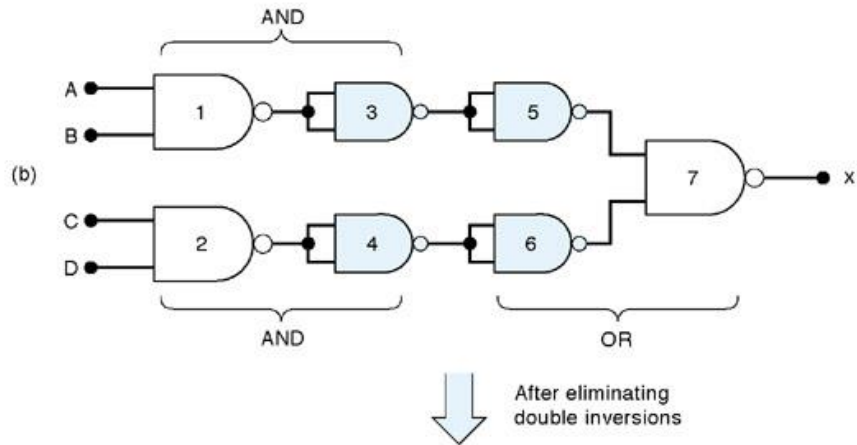 AND
A
1
3
5
B
7
x
(b)
C
2
4
6
D
AND
OR
After eliminating
double inversions